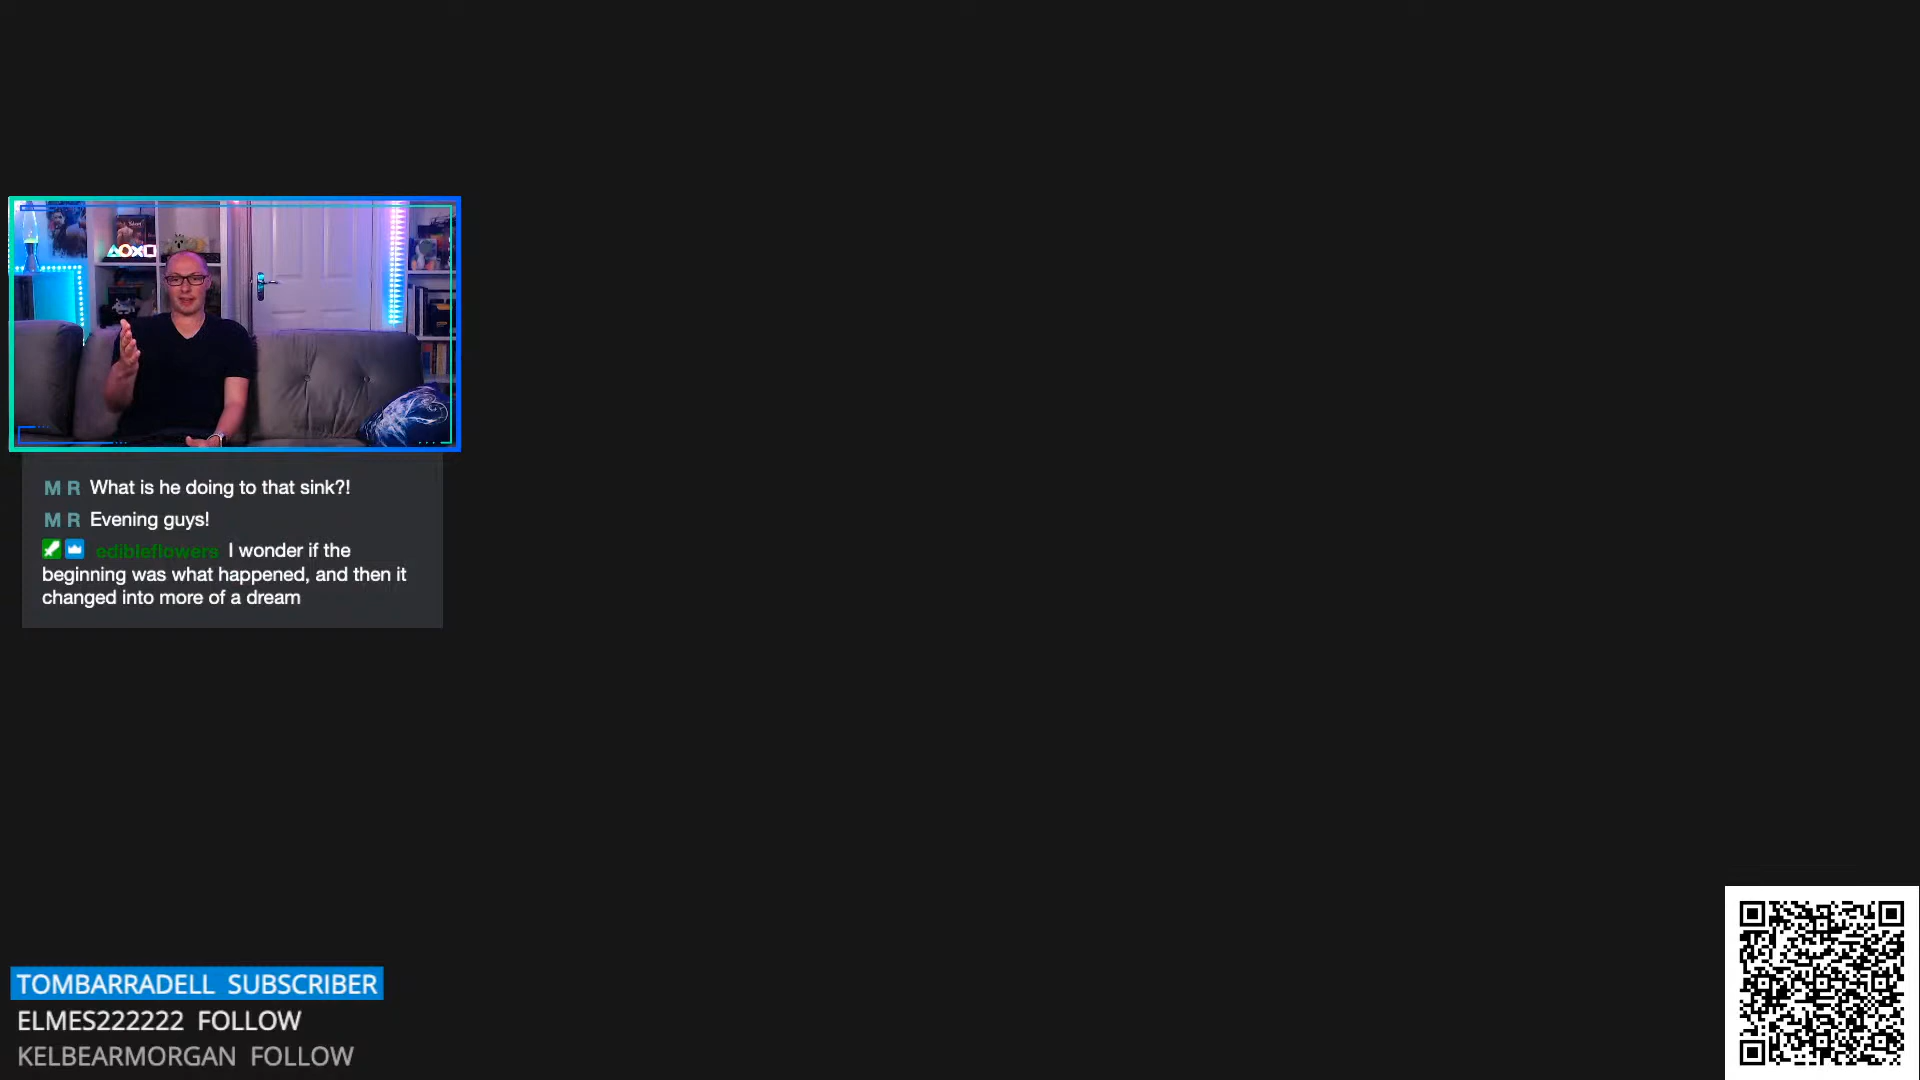 M R What is he doing to that sink?!
M R Evening guys!
edibleflowers I wonder if the
beginning was what happened, and then it
changed into more of a dream
TOMBARRADELL SUBSCRIBER
ELMES222222 FOLLOW
KELBEARMORGAN FOLLOW